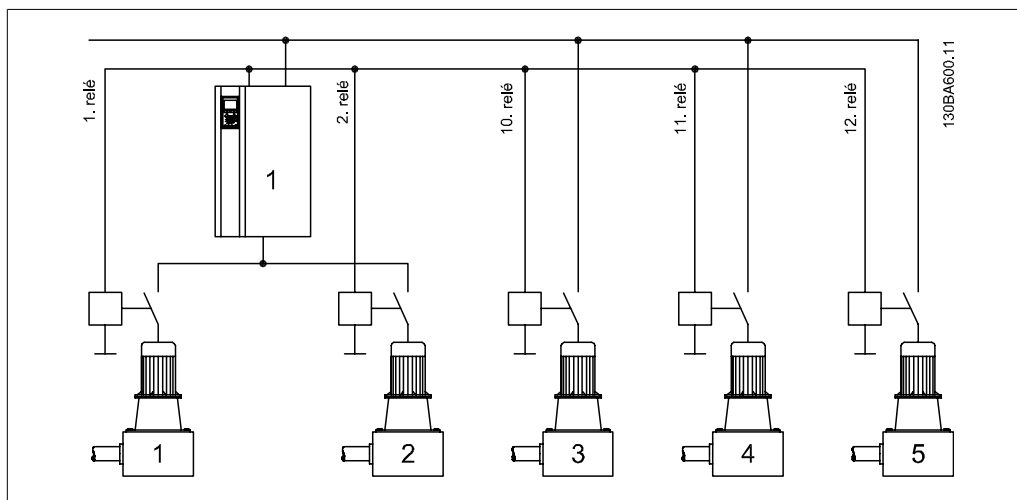 1. relé
2. relé
10. relé
11. relé
12. relé
130BA600.11
1
1
2
3
4
5